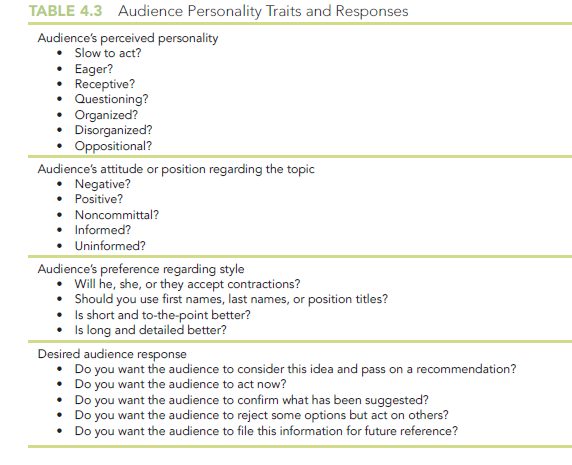 TABLE 4.3 Audience Personality Traits and Responses
Audience's perceived personality
• Slow to act?
• Eager?
• Receptive?
• Questioning?
• Organized?
• Disorganized?
• Oppositional?
Audience's attitude or position regarding the topic
• Negative?
• Positive?
• Noncommittal?
• Informed?
• Uninformed?
Audience's preference regarding style
• Will he, she, or they accept contractions?
• Should you use first names, last names, or position titles?
• Is short and to-the-point better?
• Is long and detailed better?
Desired audience response
• Do you want the audience to consider this idea and pass on a recommendation?
• Do you want the audience to act now?
• Do you want the audience to confirm what has been suggested?
• Do you want the audience to reject some options but act on others?
• Do you want the audience to file this information for future reference?